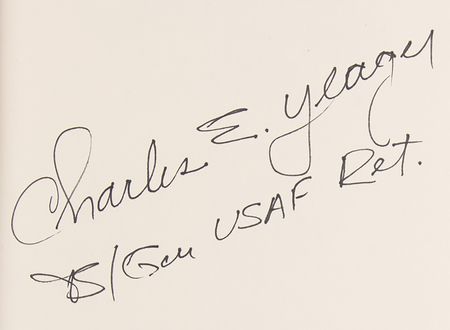 Charles E. Yeager
B/Gen USAF Ret.